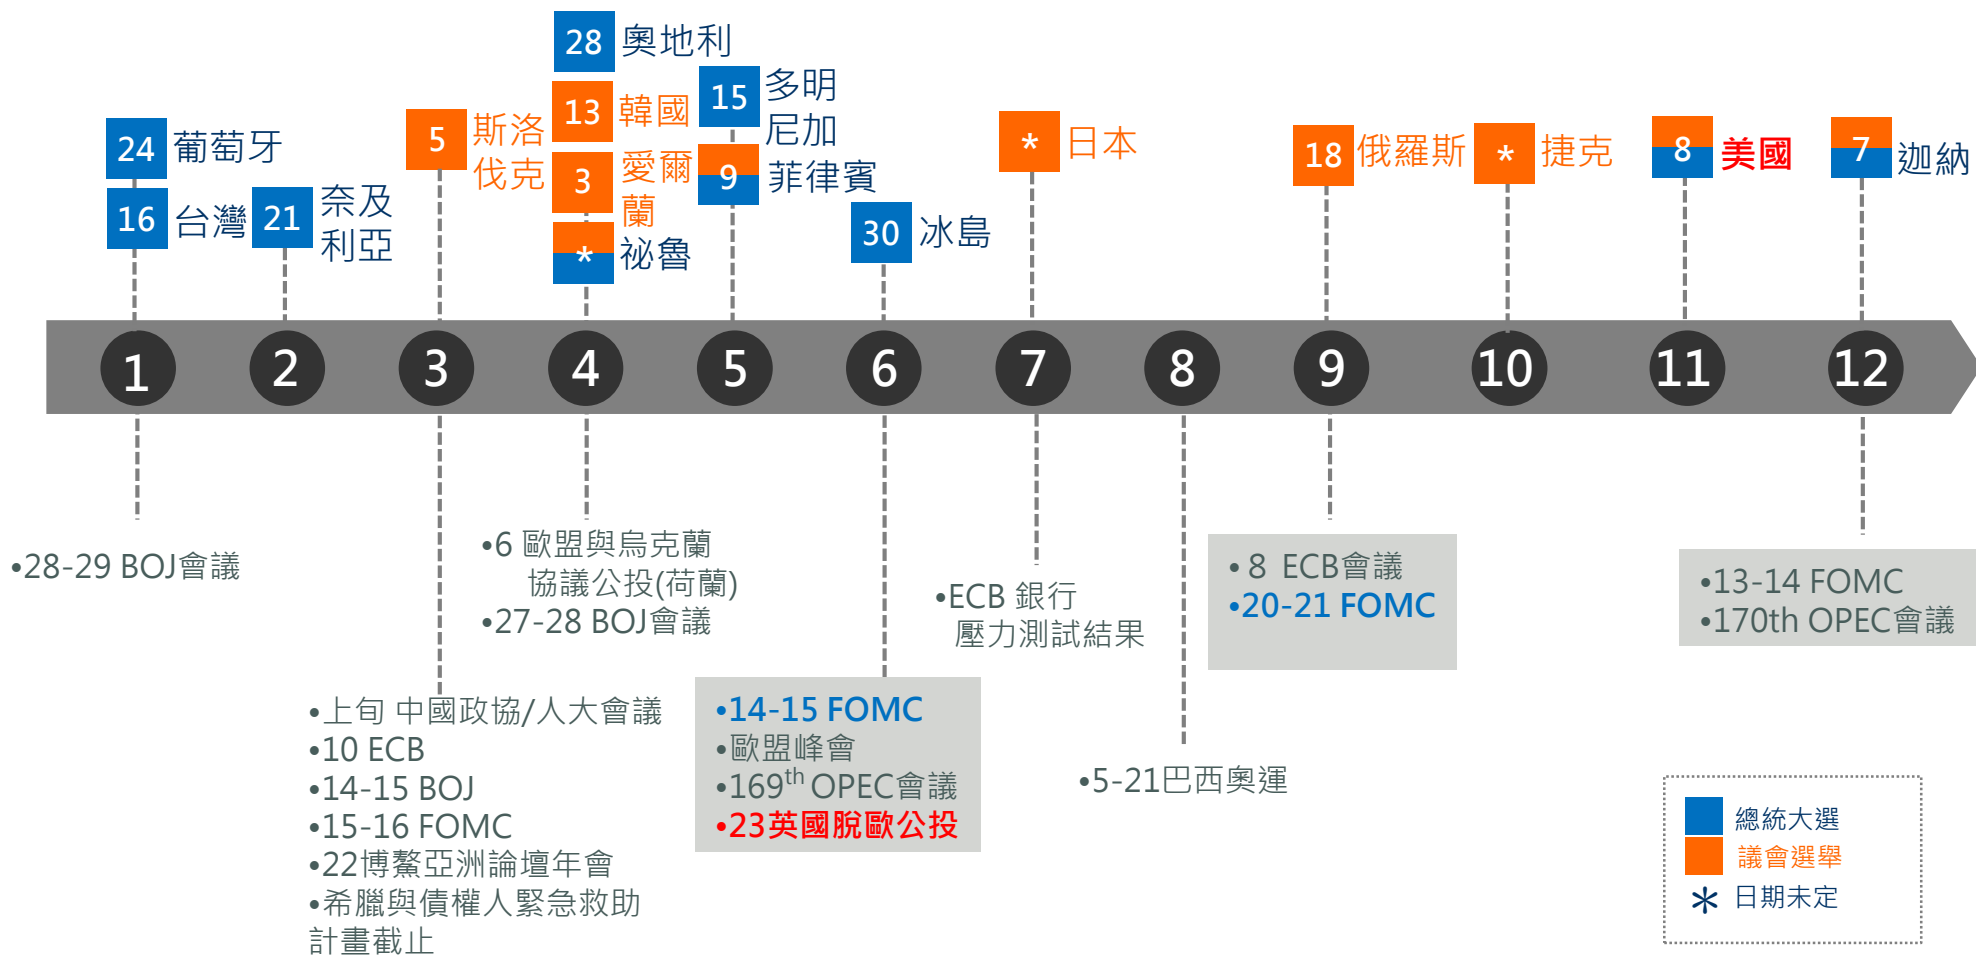 24 葡萄牙
16 台灣
21 奈及
利亞
5 斯洛
伐克
28 奧地利
13 韓國
3 愛爾
蘭
* 祕魯
15 多明
尼加
9 菲律賓
30 冰島
* 日本
18 俄羅斯
* 捷克
8 美國
7 迦納
1 2 3 4 5 6 7 8 9 10 11 12
•28-29 BOJ會議
•上旬 中國政協/人大會議
•10 ECB
•14-15 BOJ
•15-16 FOMC
•22博鰲亞洲論壇年會
•希臘與債權人緊急救助
計畫截止
•6 歐盟與烏克蘭
協議公投(荷蘭)
•27-28 BOJ會議
•14-15 FOMC
•歐盟峰會
•169th OPEC會議
•23英國脫歐公投
•ECB 銀行
壓力測試結果
•5-21巴西奧運
• 8 ECB會議
•20-21 FOMC
•13-14 FOMC
•170th OPEC會議
總統大選
議會選舉
* 日期未定